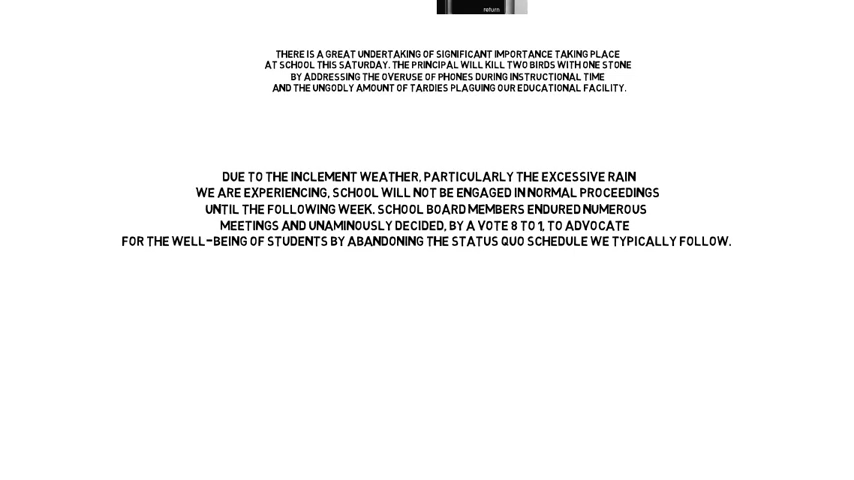 return
THERE IS A GREAT UNDERTAKING OF SIGNIFICANT IMPORTANCE TAKING PLACE
AT SCHOOL THIS SATURDAY. THE PRINCIPAL WILL KILL TWO BIRDS WITH ONE STONE
BY ADDRESSING THE OVERUSE OF PHONES DURING INSTRUCTIONAL TIME
AND THE UNGODLY AMOUNT OF TARDIES PLAGUING OUR EDUCATIONAL FACILITY.
DUE TO THE INCLEMENT WEATHER, PARTICULARLY THE EXCESSIVE RAIN
WE ARE EXPERIENCING, SCHOOL WILL NOT BE ENGAGED IN NORMAL PROCEEDINGS
UNTIL THE FOLLOWING WEEK. SCHOOL BOARD MEMBERS ENDURED NUMEROUS
MEETINGS AND UNAMINOUSLY DECIDED, BY A VOTE 8 TO 1, TO ADVOCATE
FOR THE WELL-BEING OF STUDENTS BY ABANDONING THE STATUS QUO SCHEDULE WE TYPICALLY FOLLOW.